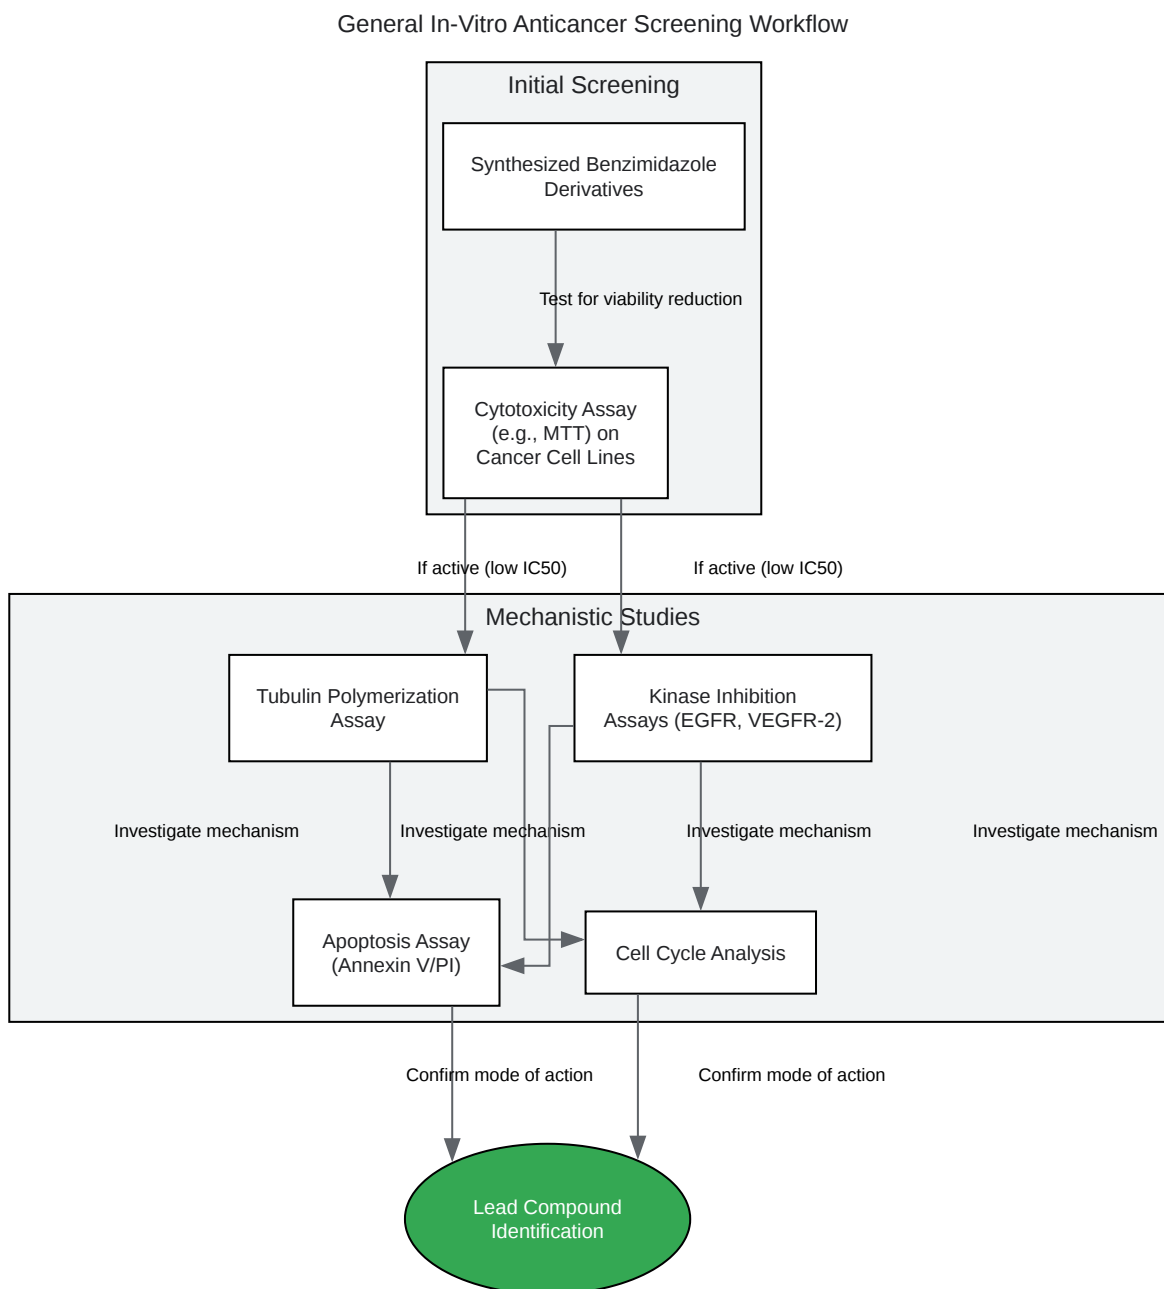 General In-Vitro Anticancer Screening Workflow
Initial Screening
Synthesized Benzimidazole
Derivatives
Test for viability reduction
Cytotoxicity Assay
(e.g., MTT) on
Cancer Cell Lines
If active (low IC50)
If active (low IC50)
Mechanistic Studies
Tubulin Polymerization
Assay
Kinase Inhibition
Assays (EGFR, VEGFR-2)
Investigate mechanism
Investigate mechanism
Investigate mechanism
Investigate mechanism
Apoptosis Assay
(Annexin V/PI)
Cell Cycle Analysis
Confirm mode of action
Confirm mode of action
Lead Compound
Identification